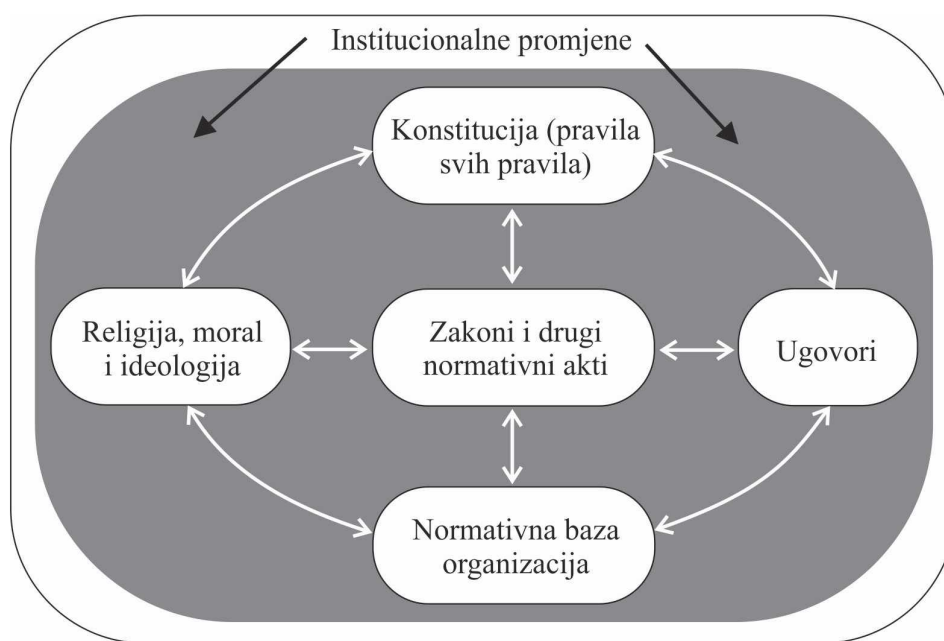 Institucionalne promjene
Konstitucija (pravila
svih pravila)
Religija, moral
i ideologija
Zakoni i drugi
normativni akti
Ugovori
Normativna baza
organizacija